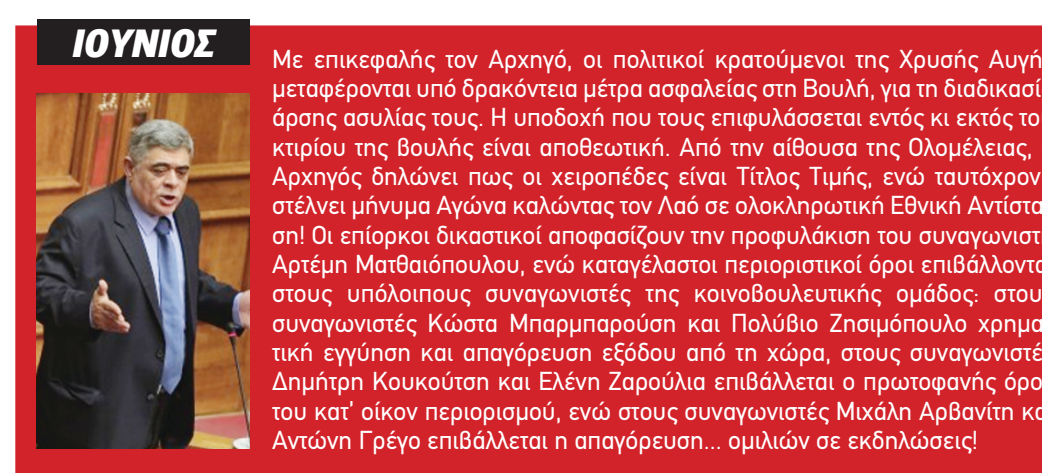 ΙΟΥΝΙΟΣ
Με επικεφαλής τον Αρχηγό, οι πολιτικοί κρατούμενοι της Χρυσής Αυγή
μεταφέρονται υπό δρακόντεια μέτρα ασφαλείας στη Βουλή, για τη διαδικασί
άρσης ασυλίας τους. Η υποδοχή που τους επιφυλάσσεται εντός κι εκτός το
κτιρίου της βουλής είναι αποθεωτική. Από την αίθουσα της Ολομέλειας,
Αρχηγός δηλώνει πως οι χειροπέδες είναι Τίτλος Τιμής, ενώ ταυτόχρον
στέλνει μήνυμα Αγώνα καλώντας τον Λαό σε ολοκληρωτική Εθνική Αντίστα
ση! Οι επίορκοι δικαστικοί αποφασίζουν την προφυλάκιση του συναγωνιστ
Αρτέμη Ματθαιόπουλου, ενώ καταγέλαστοι περιοριστικοί όροι επιβάλλοντα
στους υπόλοιπους συναγωνιστές της κοινοβουλευτικής ομάδος: στου
συναγωνιστές Κώστα Μπαρμπαρούση και Πολύβιο Ζησιμόπουλο χρημα
τική εγγύηση και απαγόρευση εξόδου από τη χώρα, στους συναγωνιστέ
Δημήτρη Κουκούτση και Ελένη Ζαρούλια επιβάλλεται ο πρωτοφανής όρο
του κατ' οίκον περιορισμού, ενώ στους συναγωνιστές Μιχάλη Αρβανίτη κα
Αντώνη Γρέγο επιβάλλεται η απαγόρευση... ομιλιών σε εκδηλώσεις!